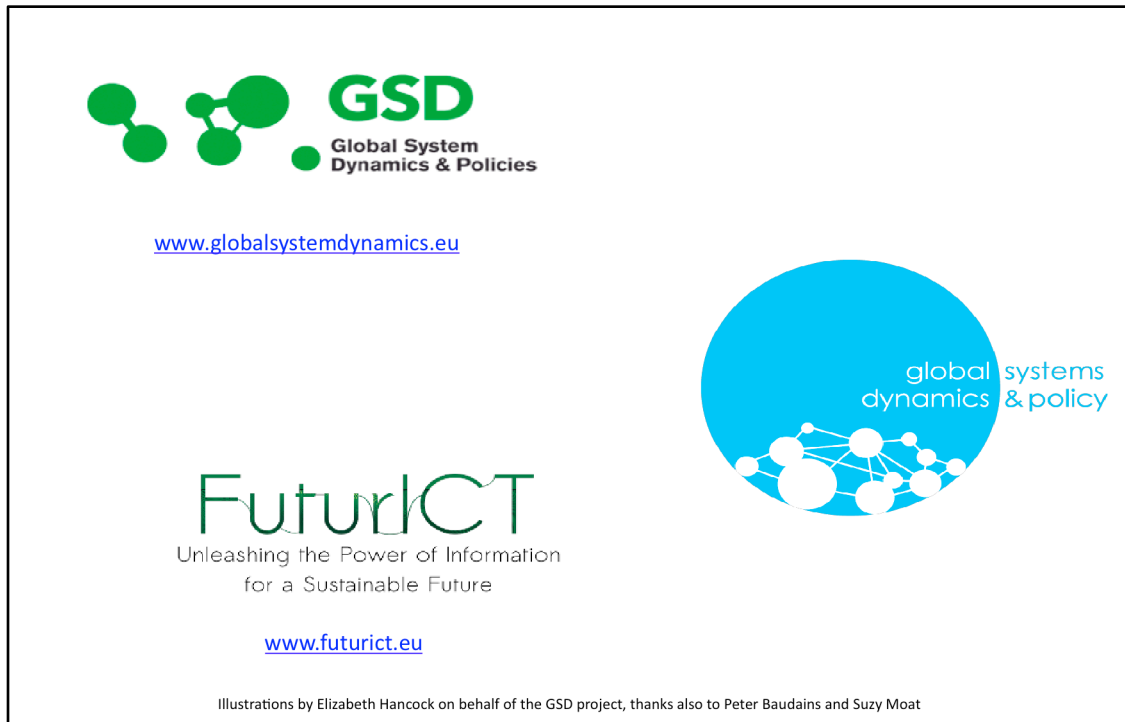 GSD
Global System
Dynamics & Policies
www.globalsystemdynamics.eu
global systems
dynamics & policy
FuturICT
Unleashing the Power of Information
for a Sustainable Future
www.futurict.eu
Illustrations by Elizabeth Hancock on behalf of the GSD project, thanks also to Peter Baudains and Suzy Moat